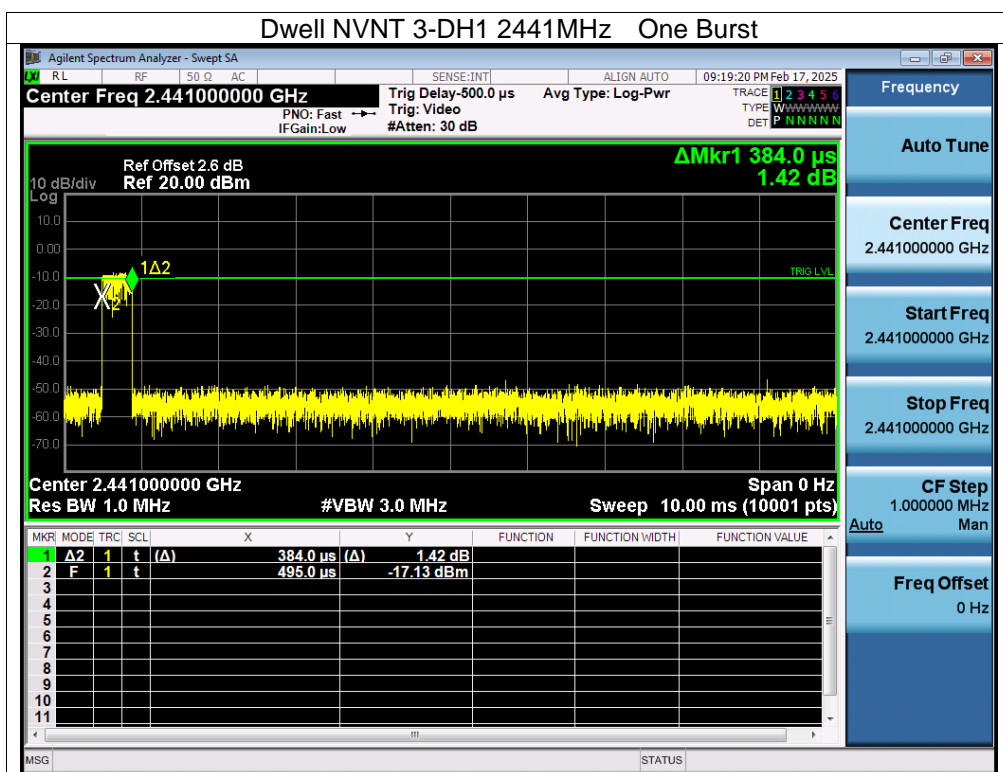 Dwell NVNT 3-DH1 2441MHz One Burst
Agilent Spectrum Analyzer - Swept SA
LXI RL RF 50 Ω AC SENSE:INT ALIGN AUTO 09:19:20 PM Feb 17, 2025
Center Freq 2.441000000 GHz Trig Delay-500.0 µs Avg Type: Log-Pwr TRACE 1 2 3 4 5 6
PNO: Fast Trig: Video TYPE WWWWWW
IFGain:Low #Atten: 30 dB DET P N N N N N
ΔMkr1 384.0 µs
1.42 dB
Ref Offset 2.6 dB
10 dB/div Ref 20.00 dBm
Log
10.0
0.00
-10.0
-20.0
-30.0
-40.0
-50.0
-60.0
-70.0
1Δ2
2
TRIG LVL
Center 2.441000000 GHz Span 0 Hz
Res BW 1.0 MHz #VBW 3.0 MHz Sweep 10.00 ms (10001 pts)
MKR MODE TRC SCL X Y FUNCTION FUNCTION WIDTH FUNCTION VALUE
1 Δ2 1 t (Δ) 384.0 µs (Δ) 1.42 dB
2 F 1 t 495.0 µs -17.13 dBm
3
4
5
6
7
8
9
10
11
MSG STATUS
Frequency
Auto Tune
Center Freq
2.441000000 GHz
Start Freq
2.441000000 GHz
Stop Freq
2.441000000 GHz
CF Step
1.000000 MHz
Auto Man
Freq Offset
0 Hz